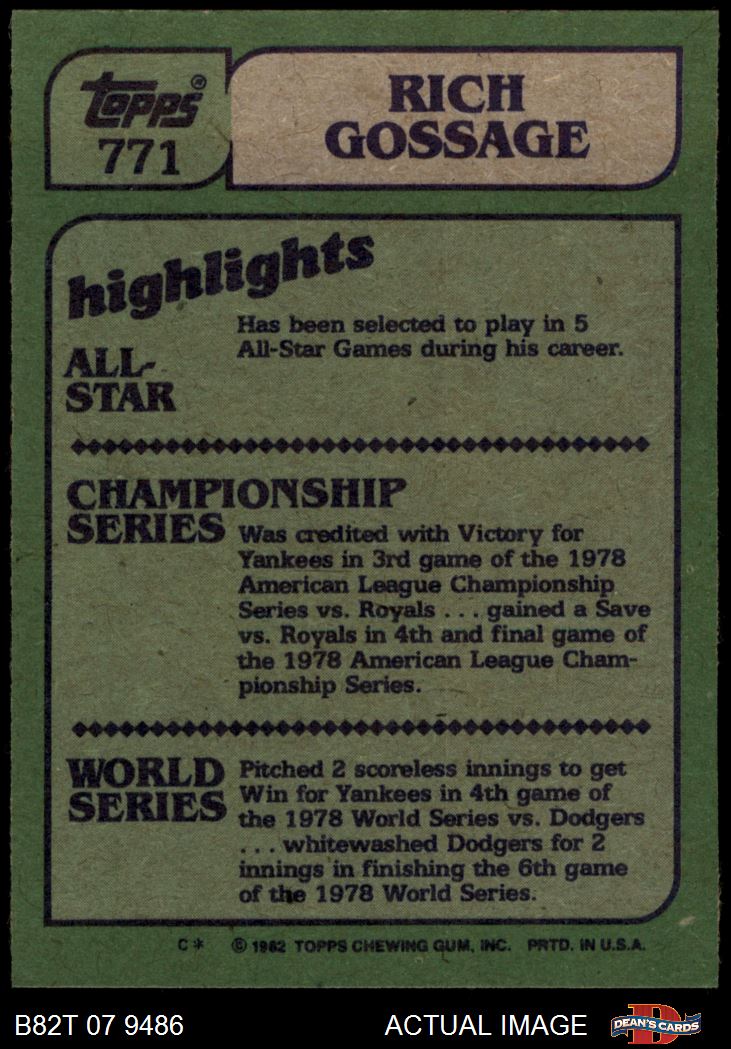 TOPPS®
771
RICH
GOSSAGE
highlights
ALL-
STAR
Has been selected to play in 5
All-Star Games during his career.
CHAMPIONSHIP
SERIES
Was credited with Victory for
Yankees in 3rd game of the 1978
American League Championship
Series vs. Royals . . . gained a Save
vs. Royals in 4th and final game of
the 1978 American League Cham-
pionship Series.
WORLD
SERIES
Pitched 2 scoreless innings to get
Win for Yankees in 4th game of
the 1978 World Series vs. Dodgers
. . . whitewashed Dodgers for 2
innings in finishing the 6th game
of the 1978 World Series.
C* © 1982 TOPPS CHEWING GUM, INC. PRTD. IN U.S.A.
B82T 07 9486
ACTUAL IMAGE
D
DEAN'S CARDS